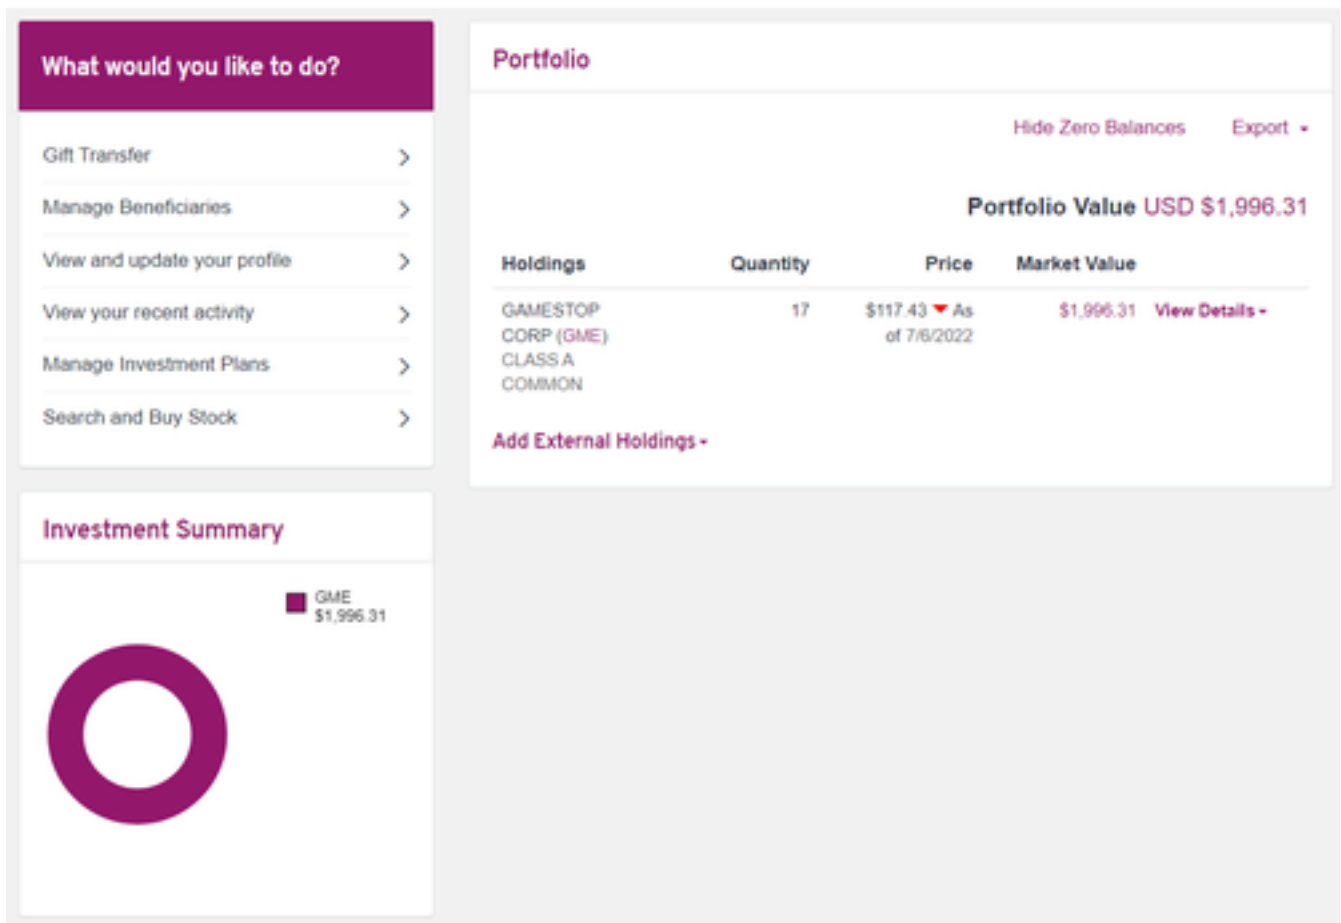 What would you like to do?
Gift Transfer
Manage Beneficiaries
View and update your profile
View your recent activity
Manage Investment Plans
Search and Buy Stock
Investment Summary
GME
$1,996.31
Portfolio
Hide Zero Balances Export
Portfolio Value USD $1,996.31
Holdings Quantity Price Market Value
GAMESTOP 17 $117.43 As $1,996.31 View Details
CORP (GME) of 7/6/2022
CLASS A
COMMON
Add External Holdings